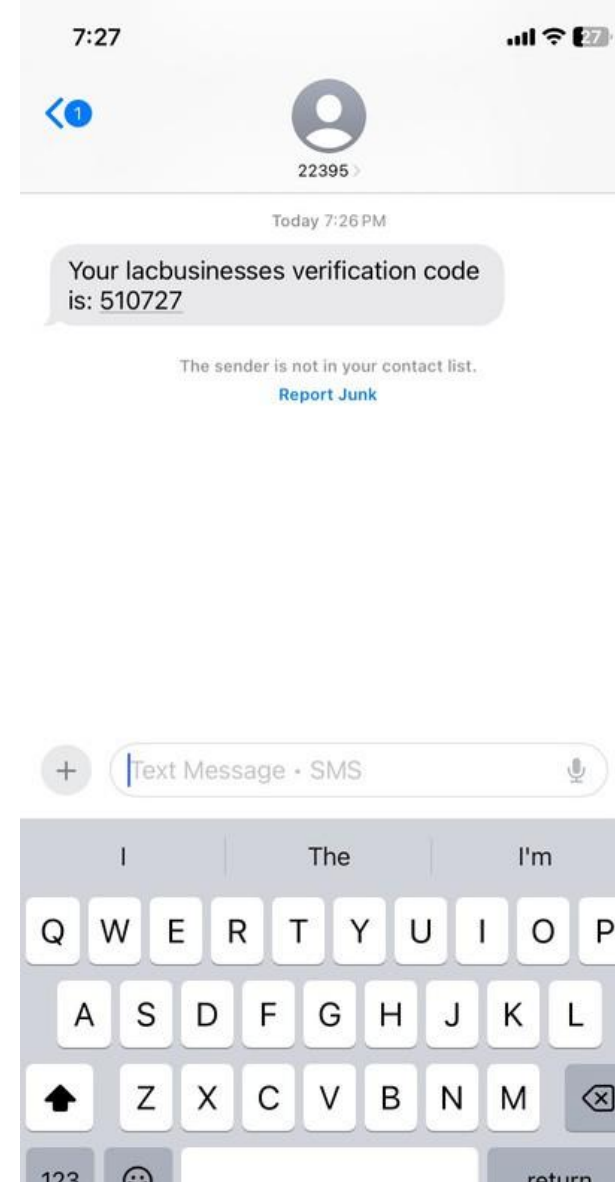 7:27
27
1
22395
Today 7:26 PM
Your lacbusinesses verification code
is: 510727
The sender is not in your contact list.
Report Junk
Text Message • SMS
I The I'm
Q W E R T Y U I O P
A S D F G H J K L
Z X C V B N M
123 return